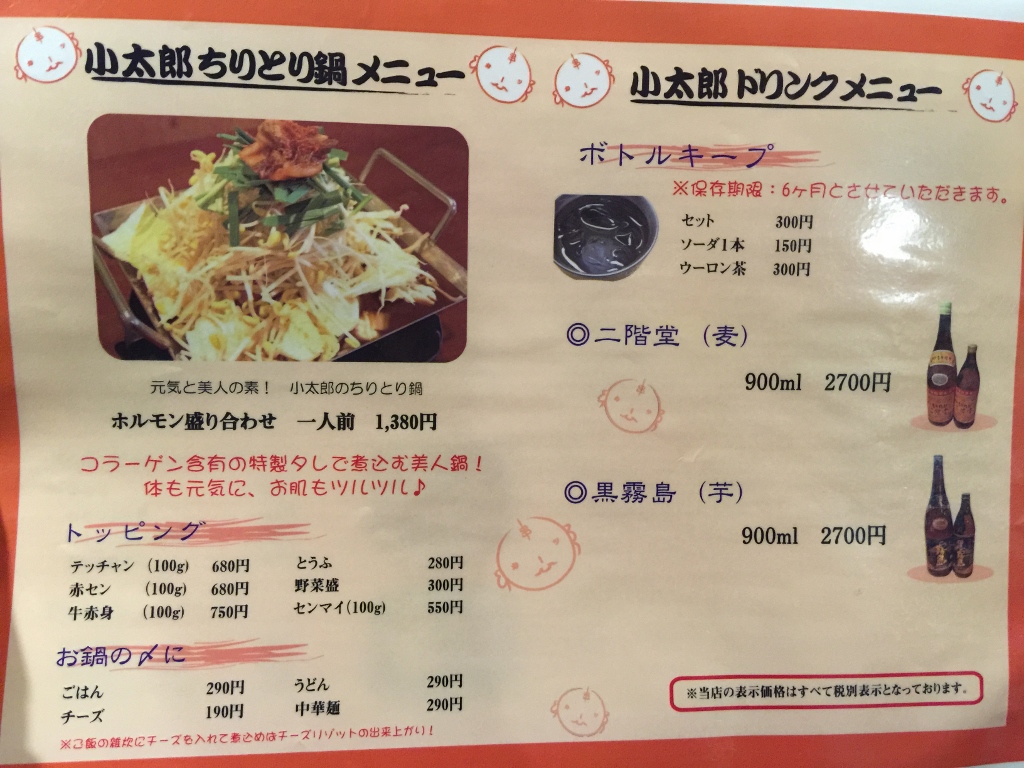 小太郎ちりとり鍋メニュー
元気と美人の素！　小太郎のちりとり鍋
ホルモン盛り合わせ　一人前　1,380円
コラーゲン含有の特製タレで煮込む美人鍋！
体も元気に、お肌もツルツル♪
トッピング
テッチャン (100g) 680円 とうふ 280円
赤セン (100g) 680円 野菜盛 300円
牛赤身 (100g) 750円 センマイ(100g) 550円
お鍋の〆に
ごはん 290円 うどん 290円
チーズ 190円 中華麺 290円
※ご飯の雑炊にチーズを入れて煮込めばチーズリゾットの出来上がり！
小太郎ドリンクメニュー
ボトルキープ
※保存期限：6ヶ月とさせていただきます。
セット 300円
ソーダ1本 150円
ウーロン茶 300円
◎二階堂（麦）
900ml 2700円
◎黒霧島（芋）
900ml 2700円
※当店の表示価格はすべて税別表示となっております。